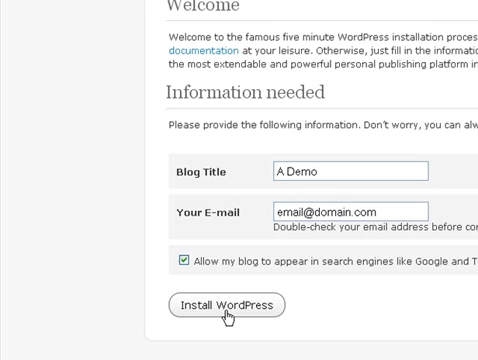 Welcome
Welcome to the famous five minute WordPress installation proces
documentation at your leisure. Otherwise, just fill in the informati
the most extendable and powerful personal publishing platform in
Information needed
Please provide the following information. Don't worry, you can alw
Blog Title A Demo
Your E-mail email@domain.com
Double-check your email address before con
Allow my blog to appear in search engines like Google and T
Install WordPress